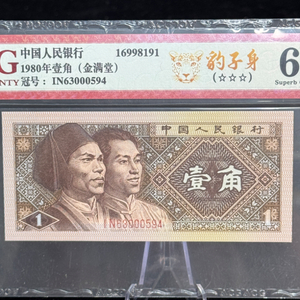 G 中国人民银行 16998191 豹子身 6
1980年壹角 (金满堂) (☆☆☆) Superb
NTY 冠号: IN63000594
中国人民银行
壹角
IN63000594
1 1